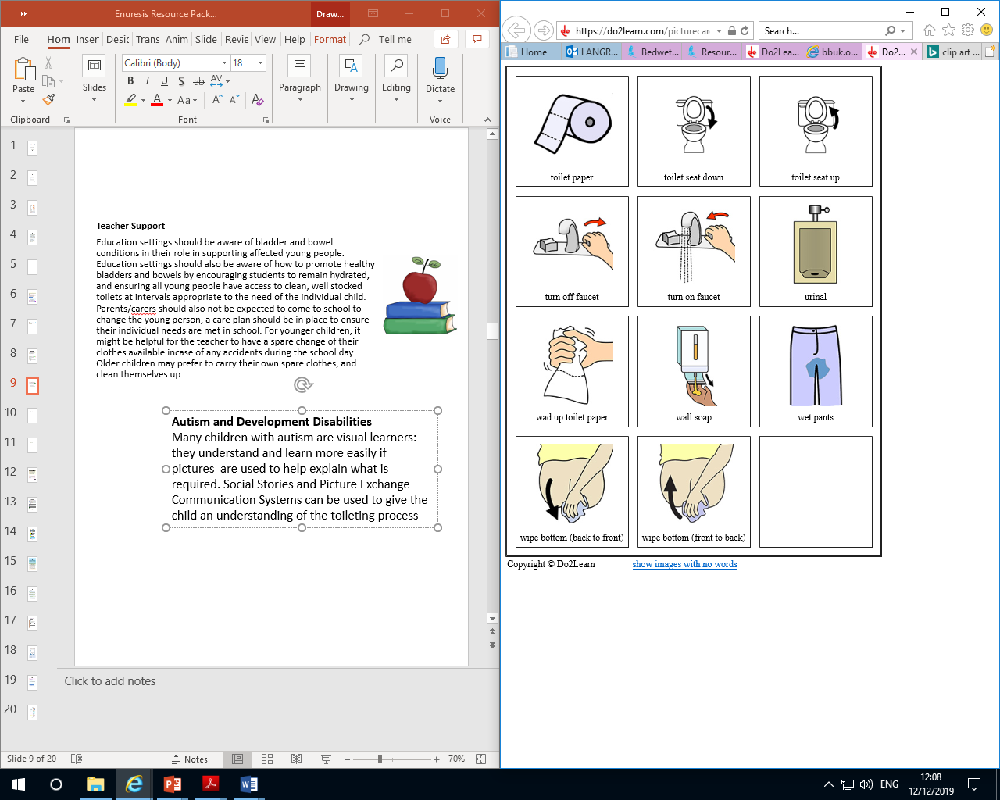 Enuresis Resource Pack...
Draw...
File
Hom
Inser
Desig
Trans
Anim
Slide
Revie
View
Help
Format
Tell me
Paste
Clipboard
Slides
Calibri (Body)
18
B I U S ab AV
A Aa A A A
Font
Paragraph
Drawing
Editing
Dictate
Voice
1
2
3
4
5
6
7
8
9
10
11
12
13
14
15
16
17
18
19
20
Teacher Support
Education settings should be aware of bladder and bowel
conditions in their role in supporting affected young people.
Education settings should also be aware of how to promote healthy
bladders and bowels by encouraging students to remain hydrated,
and ensuring all young people have access to clean, well stocked
toilets at intervals appropriate to the need of the individual child.
Parents/carers should also not be expected to come to school to
change the young person, a care plan should be in place to ensure
their individual needs are met in school. For younger children, it
might be helpful for the teacher to have a spare change of their
clothes available incase of any accidents during the school day.
Older children may prefer to carry their own spare clothes, and
clean themselves up.
Autism and Development Disabilities
Many children with autism are visual learners:
they understand and learn more easily if
pictures  are used to help explain what is
required. Social Stories and Picture Exchange
Communication Systems can be used to give the
child an understanding of the toileting process
Click to add notes
Slide 9 of 20
Notes
70%
https://do2learn.com/picturecar
Search...
Home
LANGR...
Bedwet...
Resour...
Do2Lea...
bbuk.o...
Do2...
clip art ...
toilet paper
toilet seat down
toilet seat up
turn off faucet
turn on faucet
urinal
wad up toilet paper
wall soap
wet pants
wipe bottom (back to front)
wipe bottom (front to back)
Copyright © Do2Learn
show images with no words
ENG
12:08
12/12/2019